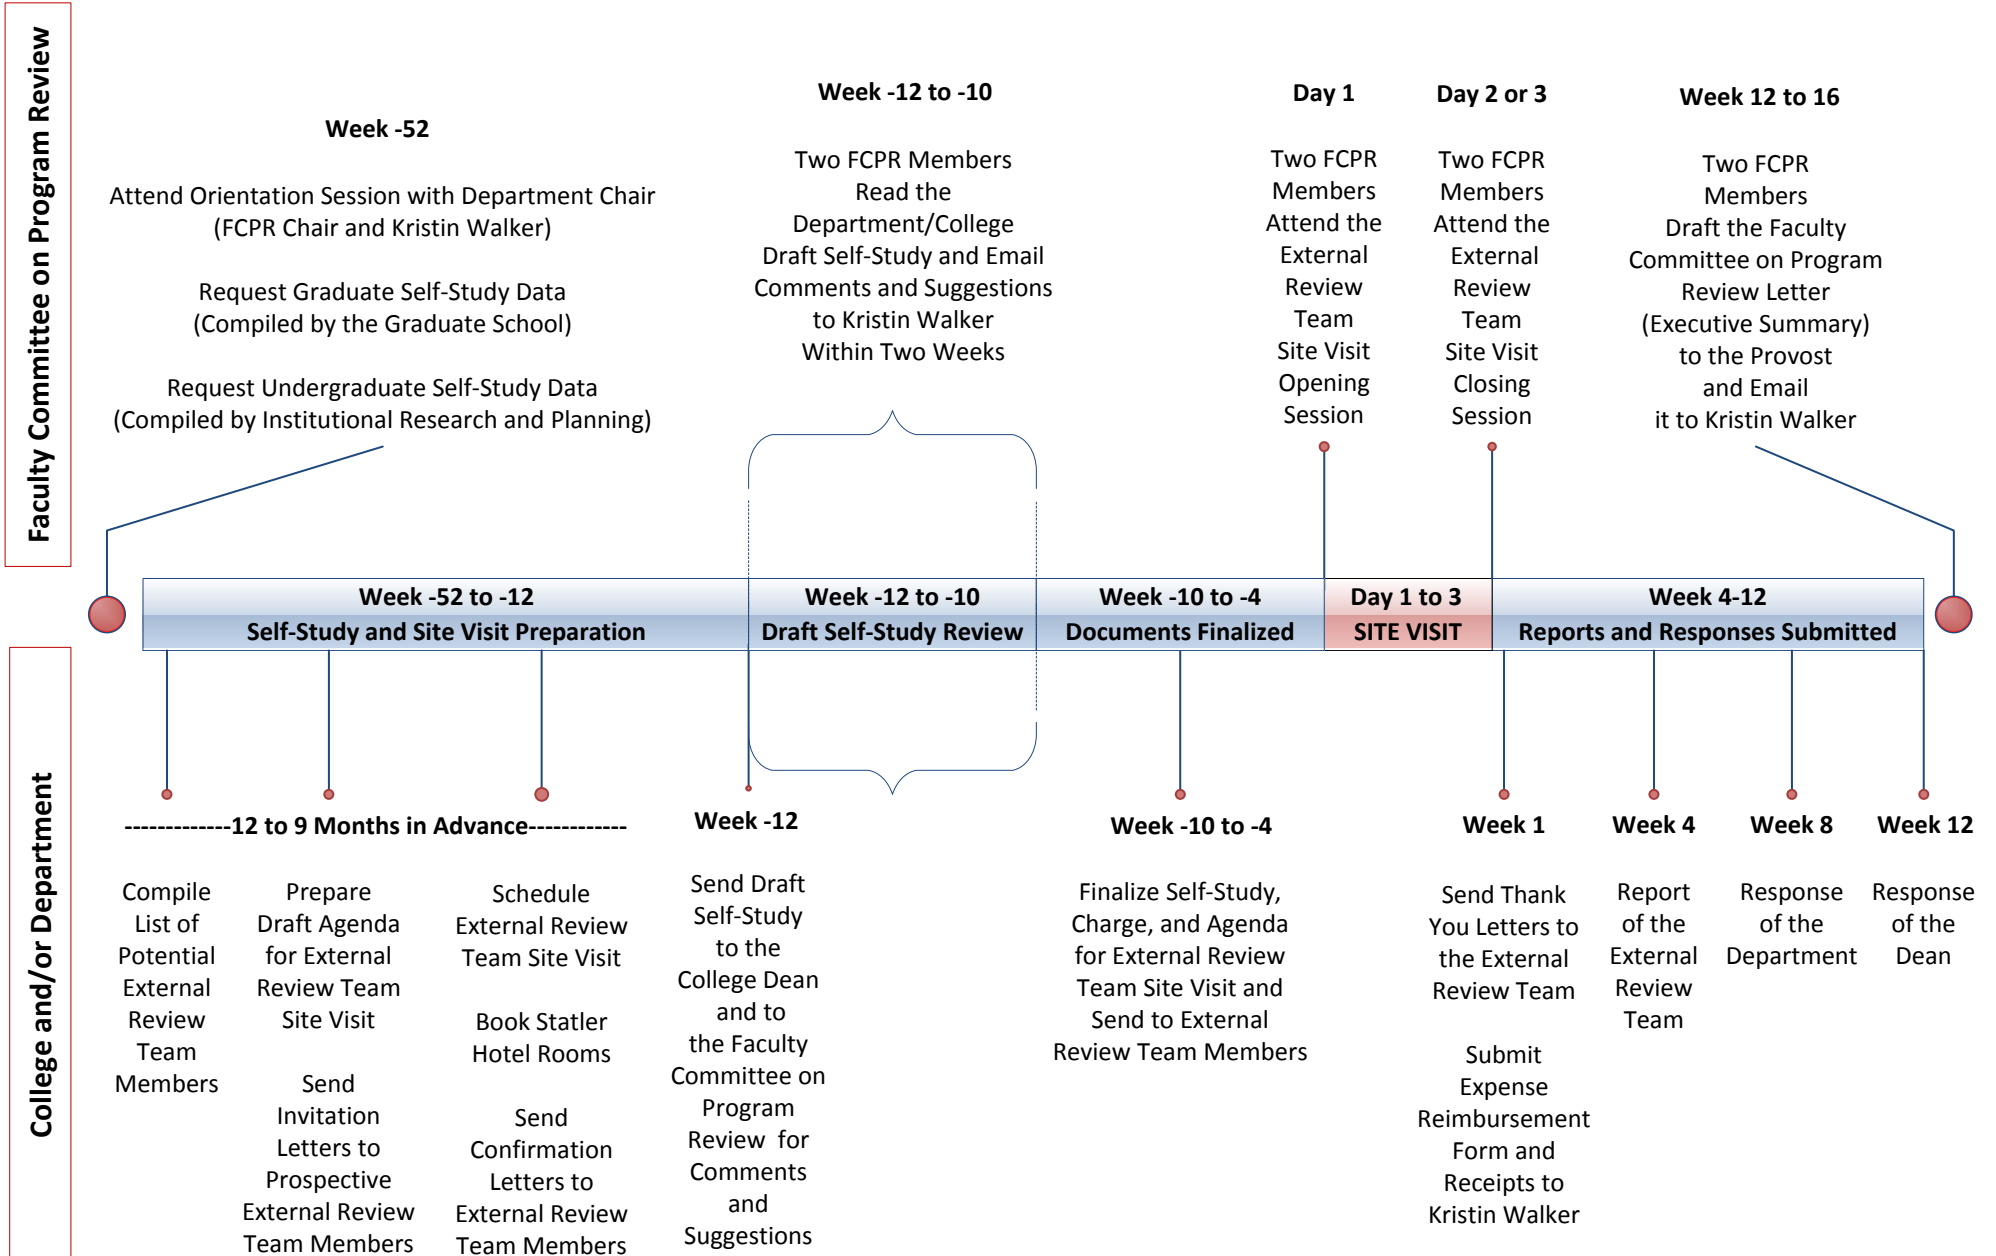 Faculty Committee on Program Review
Week -52
Attend Orientation Session with Department Chair
(FCPR Chair and Kristin Walker)
Request Graduate Self-Study Data
(Compiled by the Graduate School)
Request Undergraduate Self-Study Data
(Compiled by Institutional Research and Planning)
Week -12 to -10
Two FCPR Members
Read the
Department/College
Draft Self-Study and Email
Comments and Suggestions
to Kristin Walker
Within Two Weeks
Day 1
Two FCPR
Members
Attend the
External
Review
Team
Site Visit
Opening
Session
Day 2 or 3
Two FCPR
Members
Attend the
External
Review
Team
Site Visit
Closing
Session
Week 12 to 16
Two FCPR
Members
Draft the Faculty
Committee on Program
Review Letter
(Executive Summary)
to the Provost
and Email
it to Kristin Walker
Week -52 to -12
Self-Study and Site Visit Preparation
Week -12 to -10
Draft Self-Study Review
Week -10 to -4
Documents Finalized
Day 1 to 3
SITE VISIT
Week 4-12
Reports and Responses Submitted
College and/or Department
-------------12 to 9 Months in Advance------------
Compile
List of
Potential
External
Review
Team
Members
Prepare
Draft Agenda
for External
Review Team
Site Visit
Send
Invitation
Letters to
Prospective
External Review
Team Members
Schedule
External Review
Team Site Visit
Book Statler
Hotel Rooms
Send
Confirmation
Letters to
External Review
Team Members
Week -12
Send Draft
Self-Study
to the
College Dean
and to
the Faculty
Committee on
Program
Review for
Comments
and
Suggestions
Week -10 to -4
Finalize Self-Study,
Charge, and Agenda
for External Review
Team Site Visit and
Send to External
Review Team Members
Week 1
Send Thank
You Letters to
the External
Review Team
Submit
Expense
Reimbursement
Form and
Receipts to
Kristin Walker
Week 4
Report
of the
External
Review
Team
Week 8
Response
of the
Department
Week 12
Response
of the
Dean